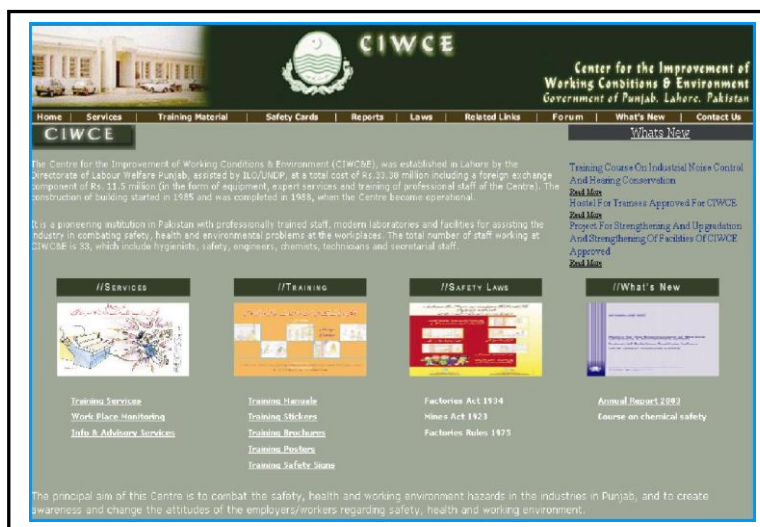 CIWCE
Center for the Improvement of
Working Conditions & Environment
Government of Punjab, Lahore, Pakistan
Home | Services | Training Material | Safety Cards | Reports | Laws | Related Links | Forum | What's New | Contact Us
CIWCE
Whats New
The Centre for the Improvement of Working Conditions & Environment (CIWC&E), was established in Lahore by the
Directorate of Labour Welfare Punjab, assisted by ILO/UNDP, at a total cost of Rs.33.38 million including a foreign exchange
component of Rs. 11.5 million (in the form of equipment, expert services and training of professional staff of the Centre). The
construction of building started in 1985 and was completed in 1988, when the Centre become operational.
It is a pioneering institution in Pakistan with professionally trained staff, modern laboratories and facilities for assisting the
industry in combating safety, health and environmental problems at the workplaces. The total number of staff working at
CIWC&E is 33, which include hygienists, safety, engineers, chemists, technicians and secretarial staff.
Training Course On Industrial Noise Control
And Hearing Conservation
Read More
Hostel For Trainees Approved For CIWCE
Read More
Project For Strengthening And Upgradation
And Strengthening Of Facilities Of CIWCE
Approved
Read More
//Services
//Training
//Safety Laws
//What's New
Training Services
Work Place Monitoring
Info & Advisory Services
Training Manuals
Training Stickers
Training Brochures
Training Posters
Training Safety Signs
Factories Act 1934
Mines Act 1923
Factories Rules 1975
Annual Report 2003
Course on chemical safety
The principal aim of this Centre is to combat the safety, health and working environment hazards in the industries in Punjab, and to create
awareness and change the attitudes of the employers/workers regarding safety, health and working environment.